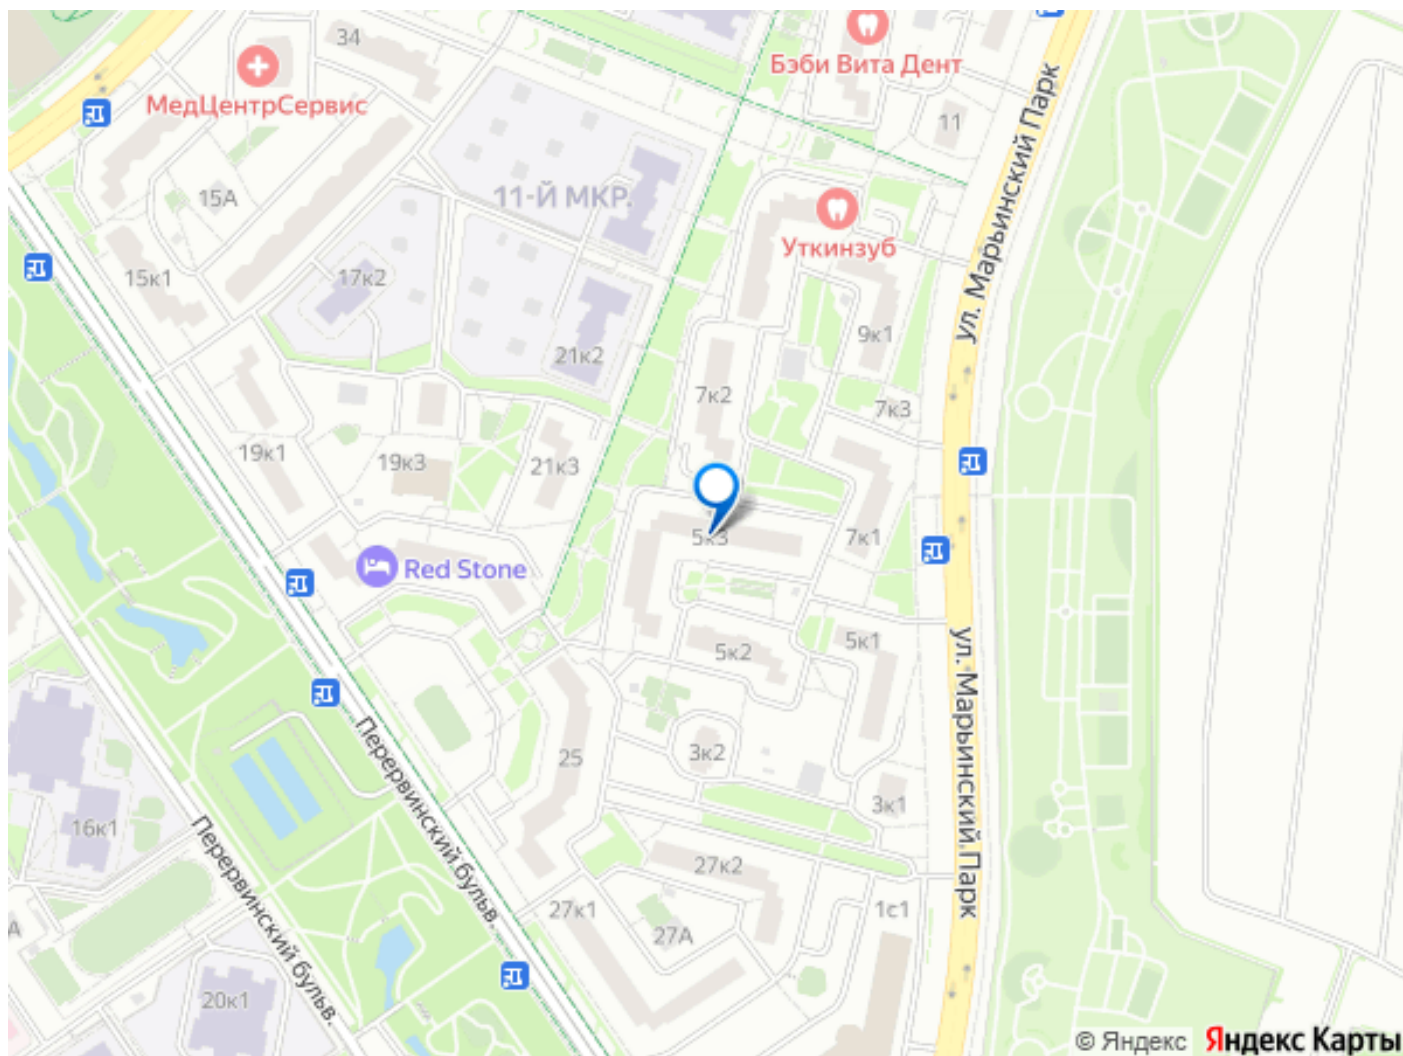 34
Бэби Вита Дент
МедЦентрСервис
11
ул. Марьинский Парк
15А
11-Й МКР.
Уткинзуб
15к1
17к2
21к2
9к1
7к2
7к3
19к1
19к3
21к3
5к3
7к1
Red Stone
5к2
5к1
ул. Марьинский Парк
25
3к2
Перервинский бульв.
3к1
16к1
Перервинский бульв.
27к2
27к1
27А
1с1
А
20к1
© Яндекс Яндекс Карты